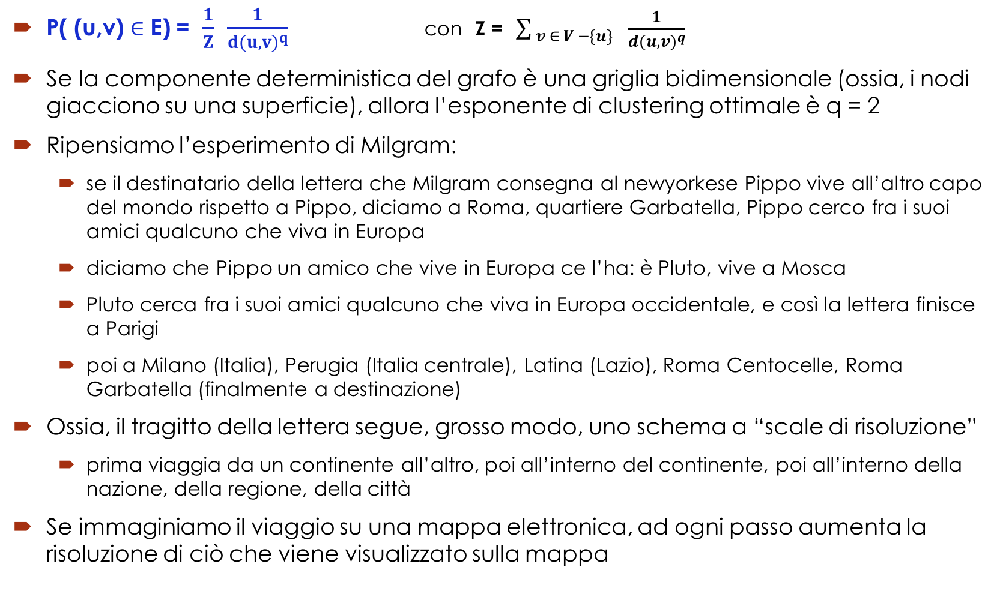 P( (u,v) ∈ E) = 1/Z 1/d(u,v)^q con Z = ∑ v ∈ V −{u} 1/d(u,v)^q
Se la componente deterministica del grafo è una griglia bidimensionale (ossia, i nodi
giacciono su una superficie), allora l’esponente di clustering ottimale è q = 2
Ripensiamo l’esperimento di Milgram:
se il destinatario della lettera che Milgram consegna al newyorkese Pippo vive all’altro capo
del mondo rispetto a Pippo, diciamo a Roma, quartiere Garbatella, Pippo cerco fra i suoi
amici qualcuno che viva in Europa
diciamo che Pippo un amico che vive in Europa ce l’ha: è Pluto, vive a Mosca
Pluto cerca fra i suoi amici qualcuno che viva in Europa occidentale, e così la lettera finisce
a Parigi
poi a Milano (Italia), Perugia (Italia centrale), Latina (Lazio), Roma Centocelle, Roma
Garbatella (finalmente a destinazione)
Ossia, il tragitto della lettera segue, grosso modo, uno schema a “scale di risoluzione”
prima viaggia da un continente all’altro, poi all’interno del continente, poi all’interno della
nazione, della regione, della città
Se immaginiamo il viaggio su una mappa elettronica, ad ogni passo aumenta la
risoluzione di ciò che viene visualizzato sulla mappa